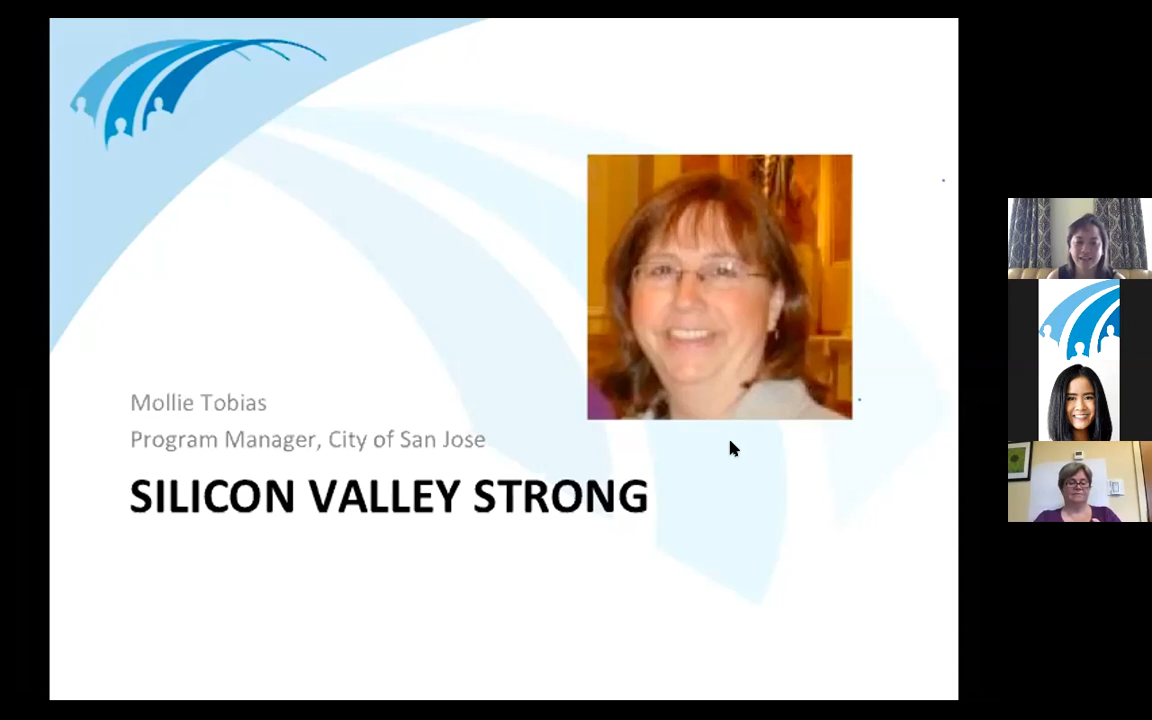 Mollie Tobias
Program Manager, City of San Jose
SILICON VALLEY STRONG